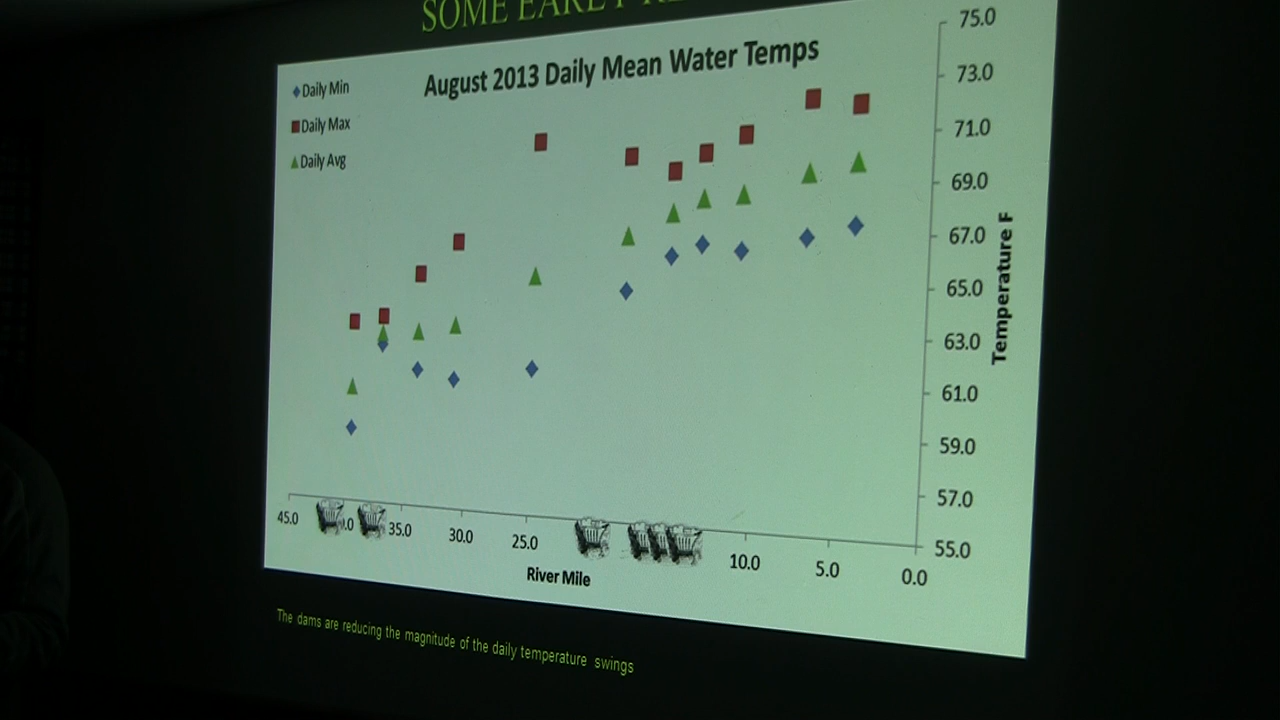 SOME EARLY
August 2013 Daily Mean Water Temps
Daily Min
Daily Max
Daily Avg
75.0
73.0
71.0
69.0
67.0
65.0
63.0
61.0
59.0
57.0
55.0
Temperature F
45.0
35.0
30.0
25.0
10.0
5.0
0.0
River Mile
The dams are reducing the magnitude of the daily temperature swings